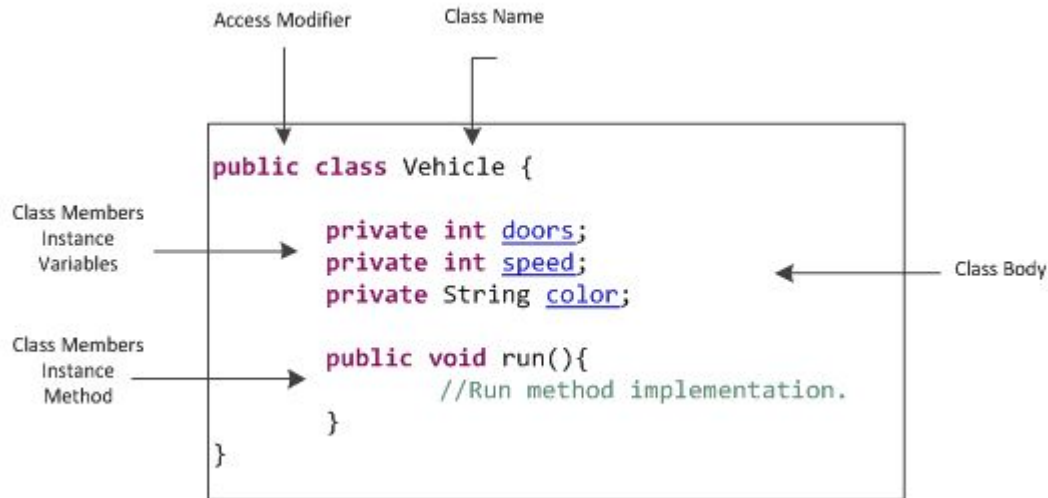 Access Modifier
Class Name
public class Vehicle {
Class Members
Instance
Variables
private int doors;
private int speed;
private String color;
Class Body
Class Members
Instance
Method
public void run(){
//Run method implementation.
}
}